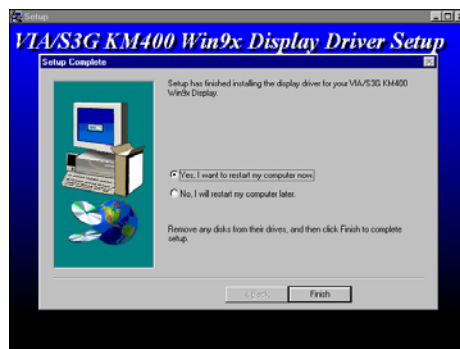 Setup
VIA/S3G KM400 Win9x Display Driver Setup
Setup Complete
Setup has finished installing the display driver for your VIA/S3G KM400
Win9x Display.
Yes, I want to restart my computer now.
No, I will restart my computer later.
Remove any disks from their drives, and then click Finish to complete
setup.
< Back
Finish